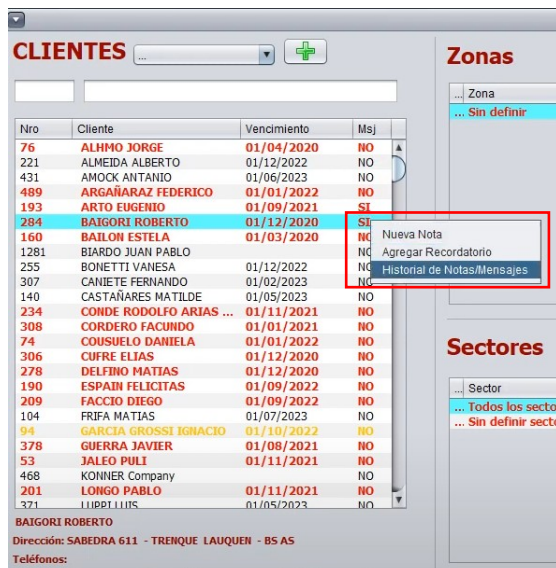 CLIENTES ...
Zonas
... Zona
... Sin definir
Nro Cliente Vencimiento Msj
76 ALHMO JORGE 01/04/2020 NO
221 ALMEIDA ALBERTO 01/12/2022 NO
431 AMOCK ANTANIO 01/06/2023 NO
489 ARGAÑARAZ FEDERICO 01/01/2022 NO
193 ARTO EUGENIO 01/09/2021 SI
284 BAIGORI ROBERTO 01/12/2020 SI
160 BAILON ESTELA 01/03/2020 NO
1281 BIARDO JUAN PABLO NO
255 BONETTI VANESA 01/12/2022 NO
307 CANIETE FERNANDO 01/02/2023 NO
140 CASTAÑARES MATILDE 01/05/2023 NO
234 CONDE RODOLFO ARIAS ... 01/11/2021 NO
308 CORDERO FACUNDO 01/01/2021 NO
74 COUSUELO DANIELA 01/01/2022 NO
306 CUFRE ELIAS 01/12/2020 NO
278 DELFINO MATIAS 01/12/2020 NO
190 ESPAIN FELICITAS 01/09/2022 NO
209 FACCIO DIEGO 01/09/2022 NO
104 FRIFA MATIAS 01/07/2023 NO
94 GARCIA GROSSI IGNACIO 01/10/2022 NO
378 GUERRA JAVIER 01/08/2021 NO
53 JALEO PULI 01/11/2021 NO
468 KONNER Company NO
201 LONGO PABLO 01/11/2021 NO
371 LUPPI LUIS 01/05/2023 NO
Nueva Nota
Agregar Recordatorio
Historial de Notas/Mensajes
Sectores
... Sector
... Todos los secto
... Sin definir secto
BAIGORI ROBERTO
Dirección: SABEDRA 611 - TRENQUE LAUQUEN - BS AS
Teléfonos: